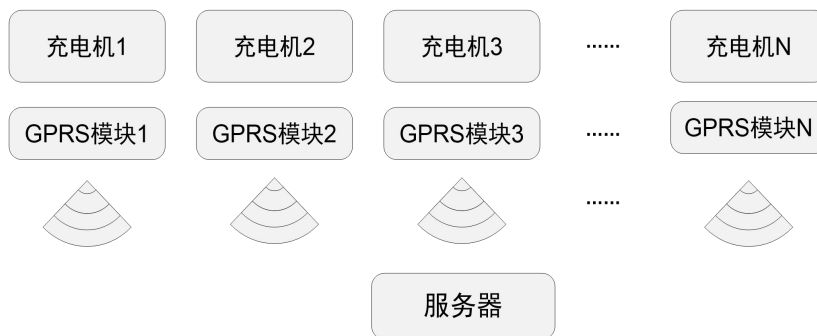 充电机1 充电机2 充电机3 ...... 充电机N
GPRS模块1 GPRS模块2 GPRS模块3 ...... GPRS模块N
......
服务器